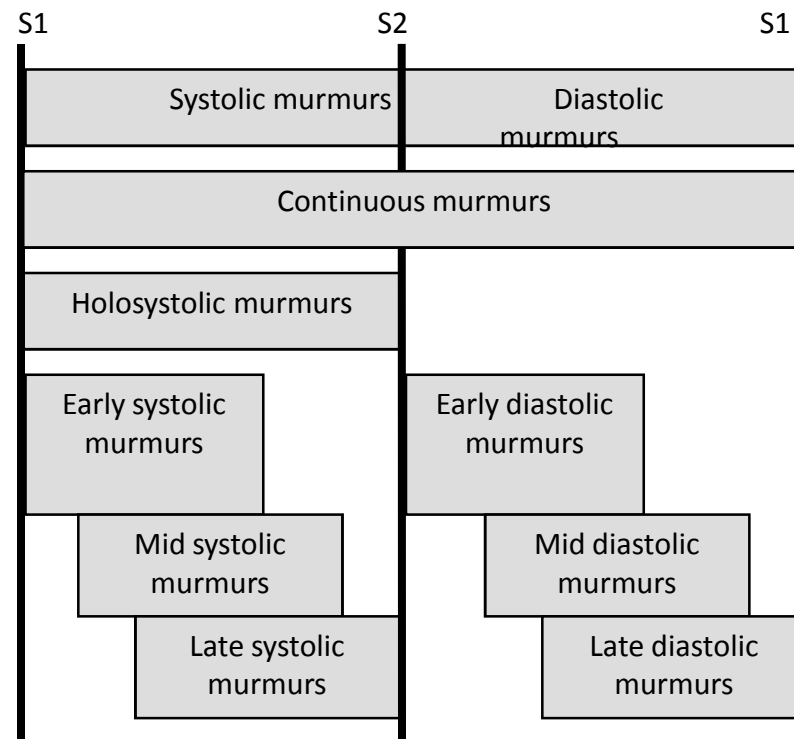 S1 S2 S1
Systolic murmurs Diastolic
murmurs
Continuous murmurs
Holosystolic murmurs
Early systolic
murmurs
Early diastolic
murmurs
Mid systolic
murmurs
Mid diastolic
murmurs
Late systolic
murmurs
Late diastolic
murmurs